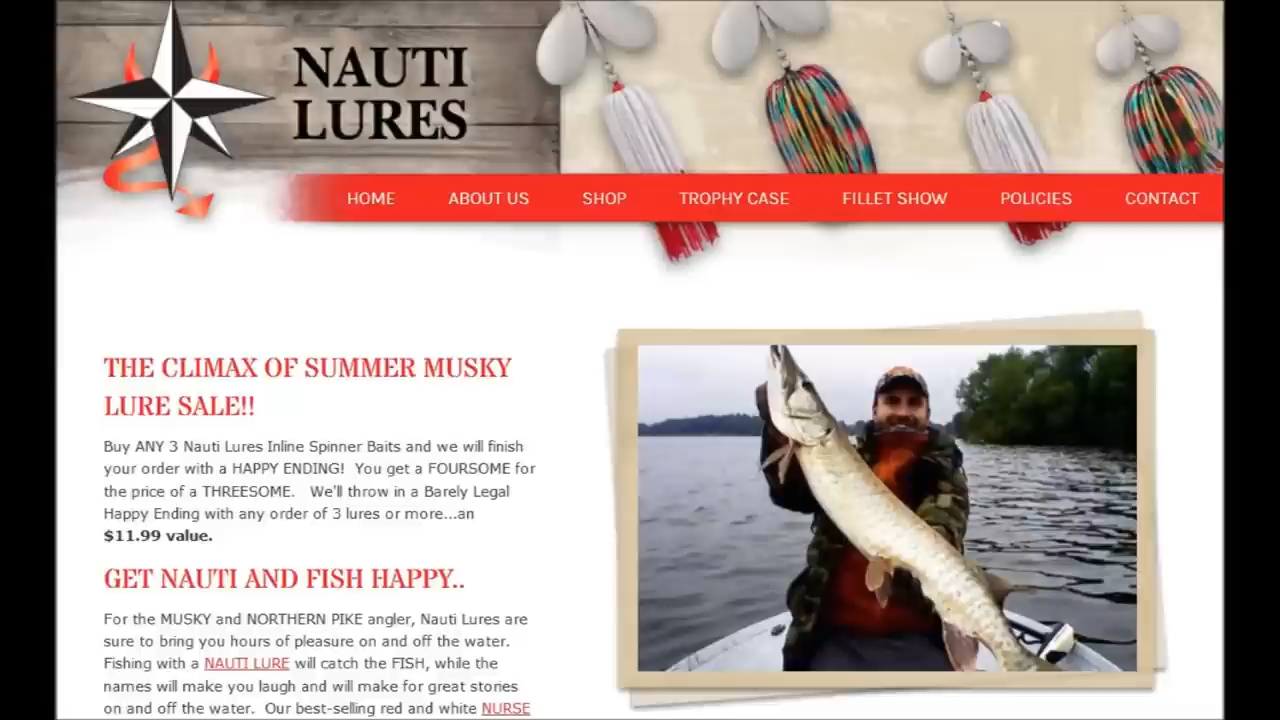 NAUTI
LURES
HOME ABOUT US SHOP TROPHY CASE FILLET SHOW POLICIES CONTACT
THE CLIMAX OF SUMMER MUSKY
LURE SALE!!
Buy ANY 3 Nauti Lures Inline Spinner Baits and we will finish
your order with a HAPPY ENDING!  You get a FOURSOME for
the price of a THREESOME.   We'll throw in a Barely Legal
Happy Ending with any order of 3 lures or more...an
$11.99 value.
GET NAUTI AND FISH HAPPY..
For the MUSKY and NORTHERN PIKE angler, Nauti Lures are
sure to bring you hours of pleasure on and off the water.
Fishing with a NAUTI LURE will catch the FISH, while the
names will make you laugh and will make for great stories
on and off the water.  Our best-selling red and white NURSE